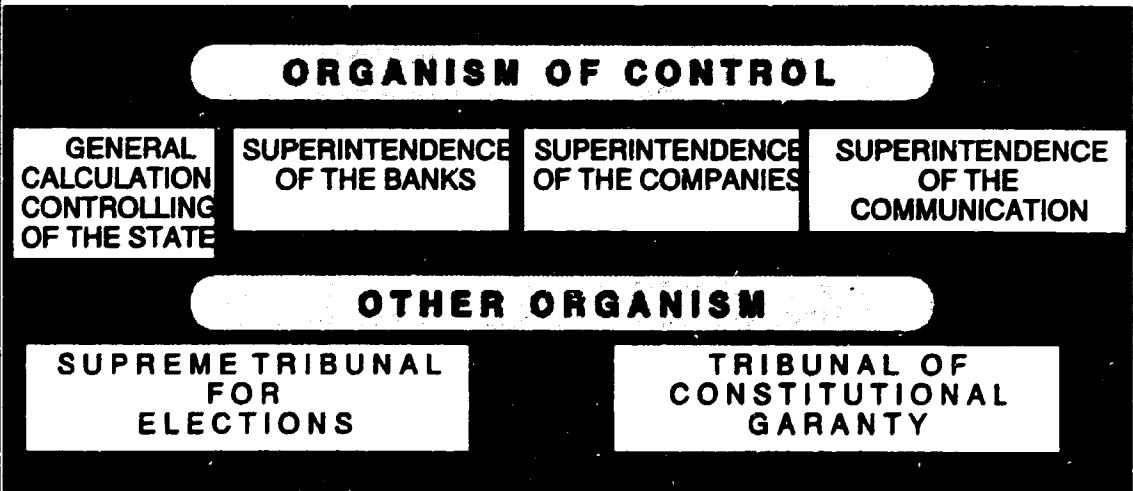 ORGANISM OF CONTROL
GENERAL
CALCULATION
CONTROLLING
OF THE STATE
SUPERINTENDENCE
OF THE BANKS
SUPERINTENDENCE
OF THE COMPANIES
SUPERINTENDENCE
OF THE
COMMUNICATION
OTHER ORGANISM
SUPREME TRIBUNAL
FOR
ELECTIONS
TRIBUNAL OF
CONSTITUTIONAL
GARANTY